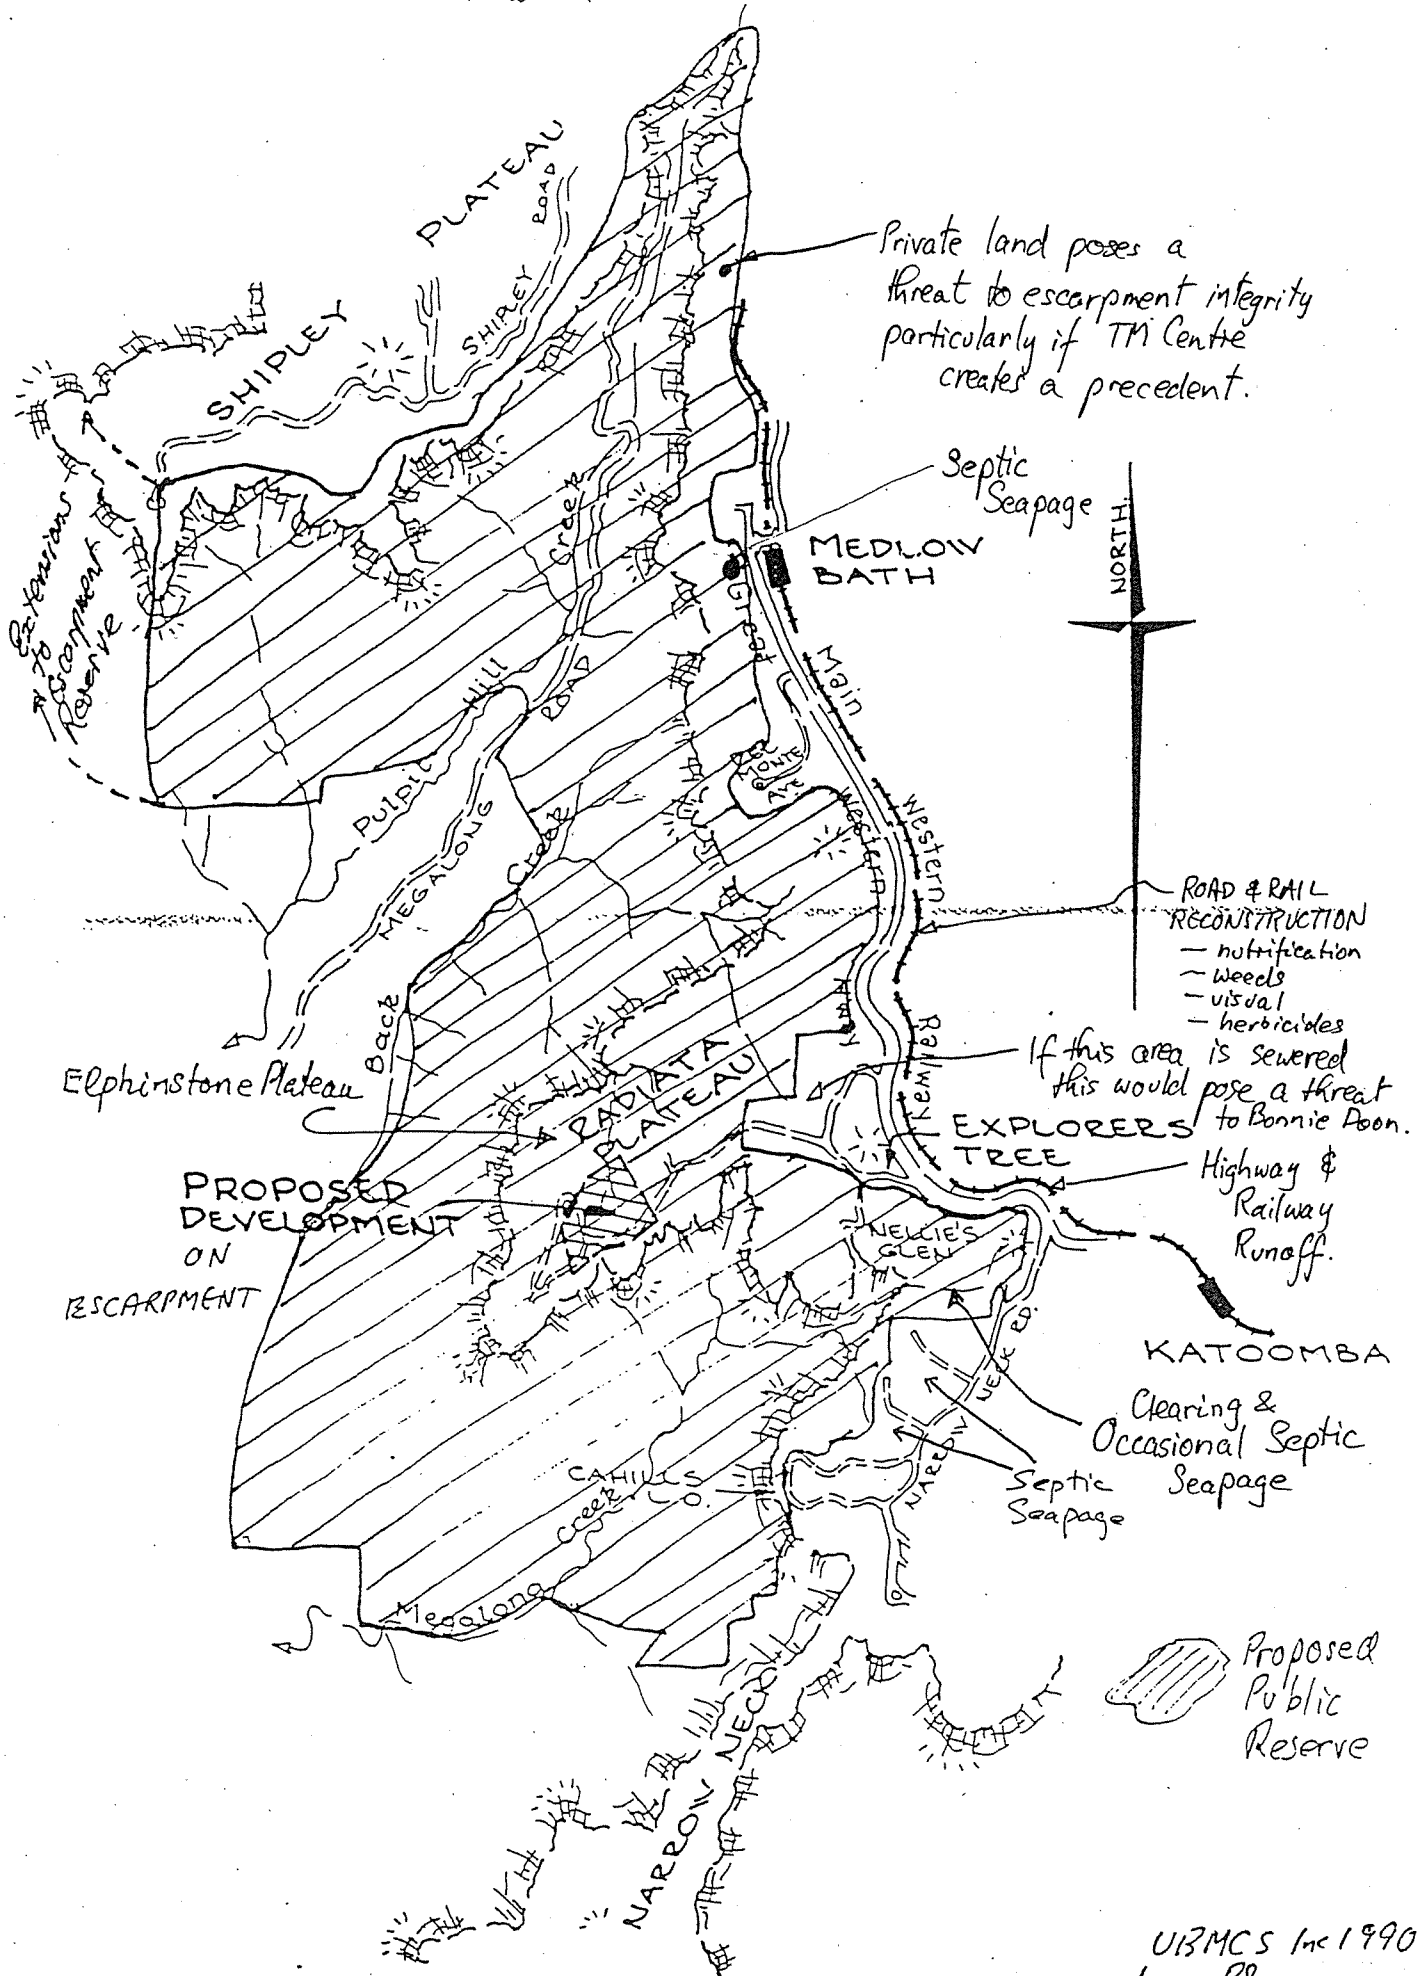 PLATEAU
ROAD
SHIPLEY
SHIPLEY
Private land poses a
threat to escarpment integrity
particularly if TM Centre
creates a precedent.
Septic
Seapage
MEDLOW
BATH
NORTH.
Extensions
to
Escarpment
Reserve
Creek
ROAD
Great
Main
Pulpit Hill
DEL
MONTE
AVE
MEGALONG
Creek
Western
Western
ROAD & RAIL
RECONSTRUCTION
— nutrification
— weeds
— visual
— herbicides
Back
HWY
Railway
If this area is sewered
this would pose a threat
to Bonnie Doon.
Elphinstone Plateau
RADIATA
PLATEAU
EXPLORERS
TREE
Highway &
Railway
Runoff.
PROPOSED
DEVELOPMENT
ON
ESCARPMENT
NELLIE'S
GLEN
NECK RD.
NARROW
KATOOMBA
Clearing &
Occasional Septic
Seapage
Septic
Seapage
CAHILLS
L.O.
Creek
Megalong
Proposed
Public
Reserve
NARROW NECK
UBMCS Inc 1990